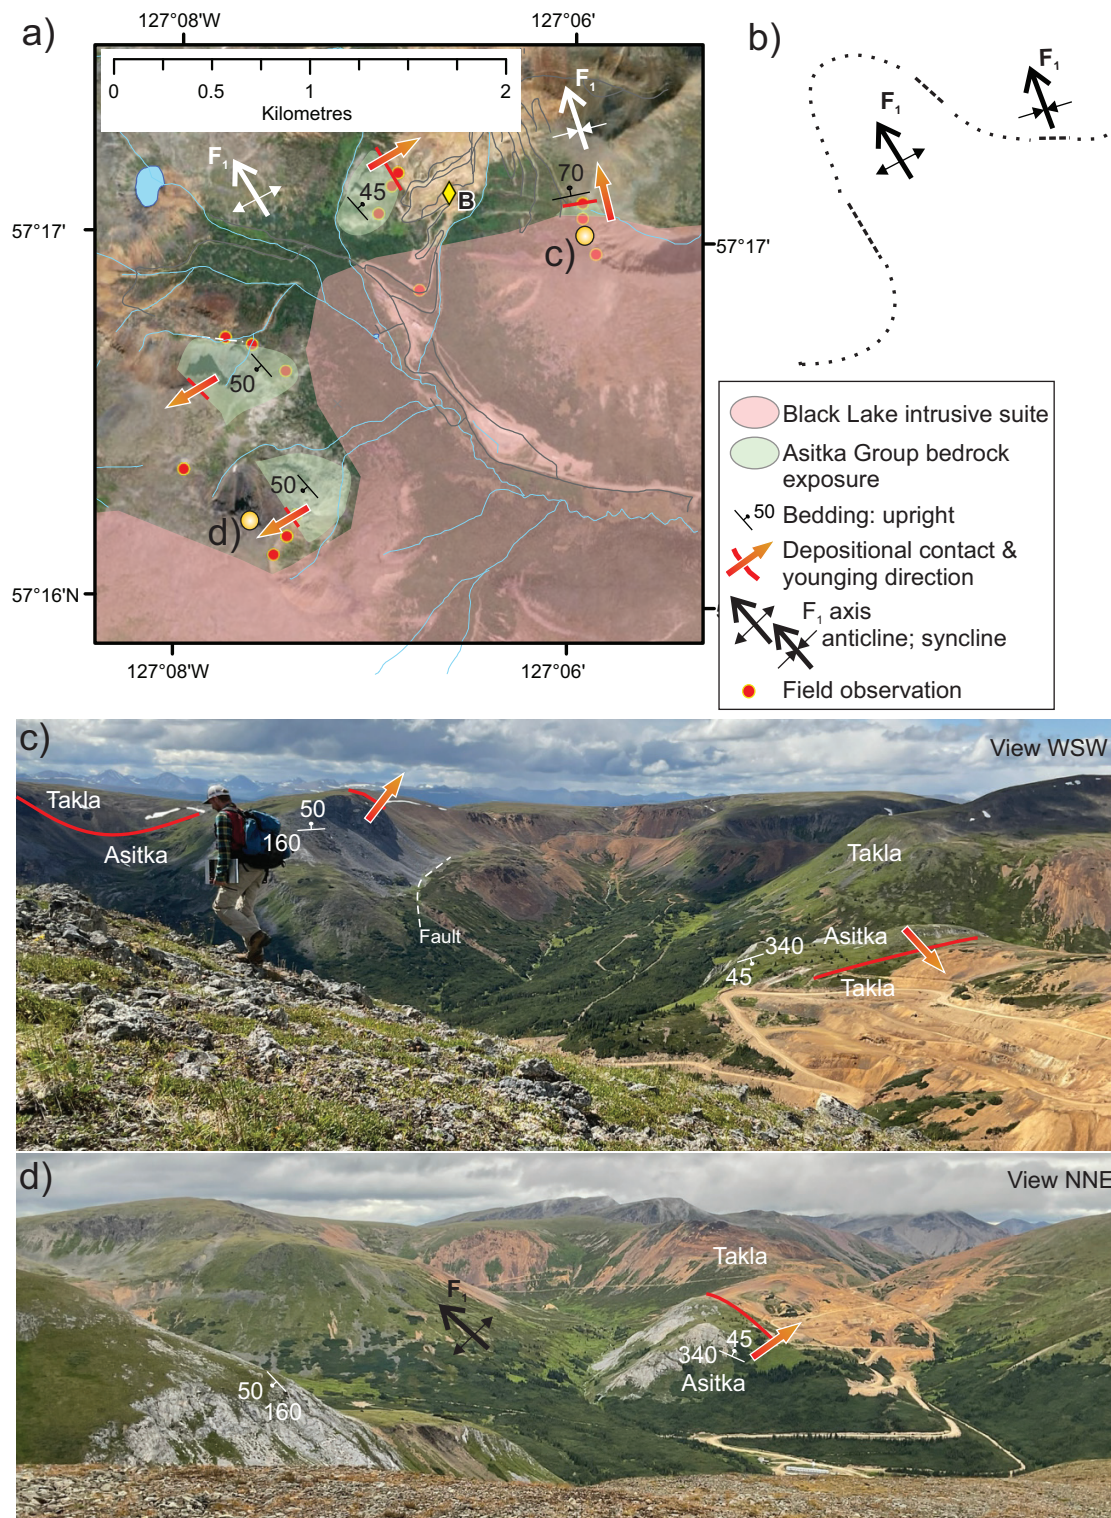 a)
127°08'W
127°06'
b)
0
0.5
1
2
Kilometres
F1
F1
F1
F1
45
B
70
57°17'
57°17'
c)
50
50
d)
57°16'N
127°08'W
127°06'
Black Lake intrusive suite
Asitka Group bedrock
exposure
50
Bedding: upright
Depositional contact &
younging direction
F1 axis
anticline; syncline
Field observation
c)
View WSW
Takla
50
160
Asitka
Takla
Fault
Asitka
340
45
Takla
d)
View NNE
Takla
F1
45
340
Asitka
50
160